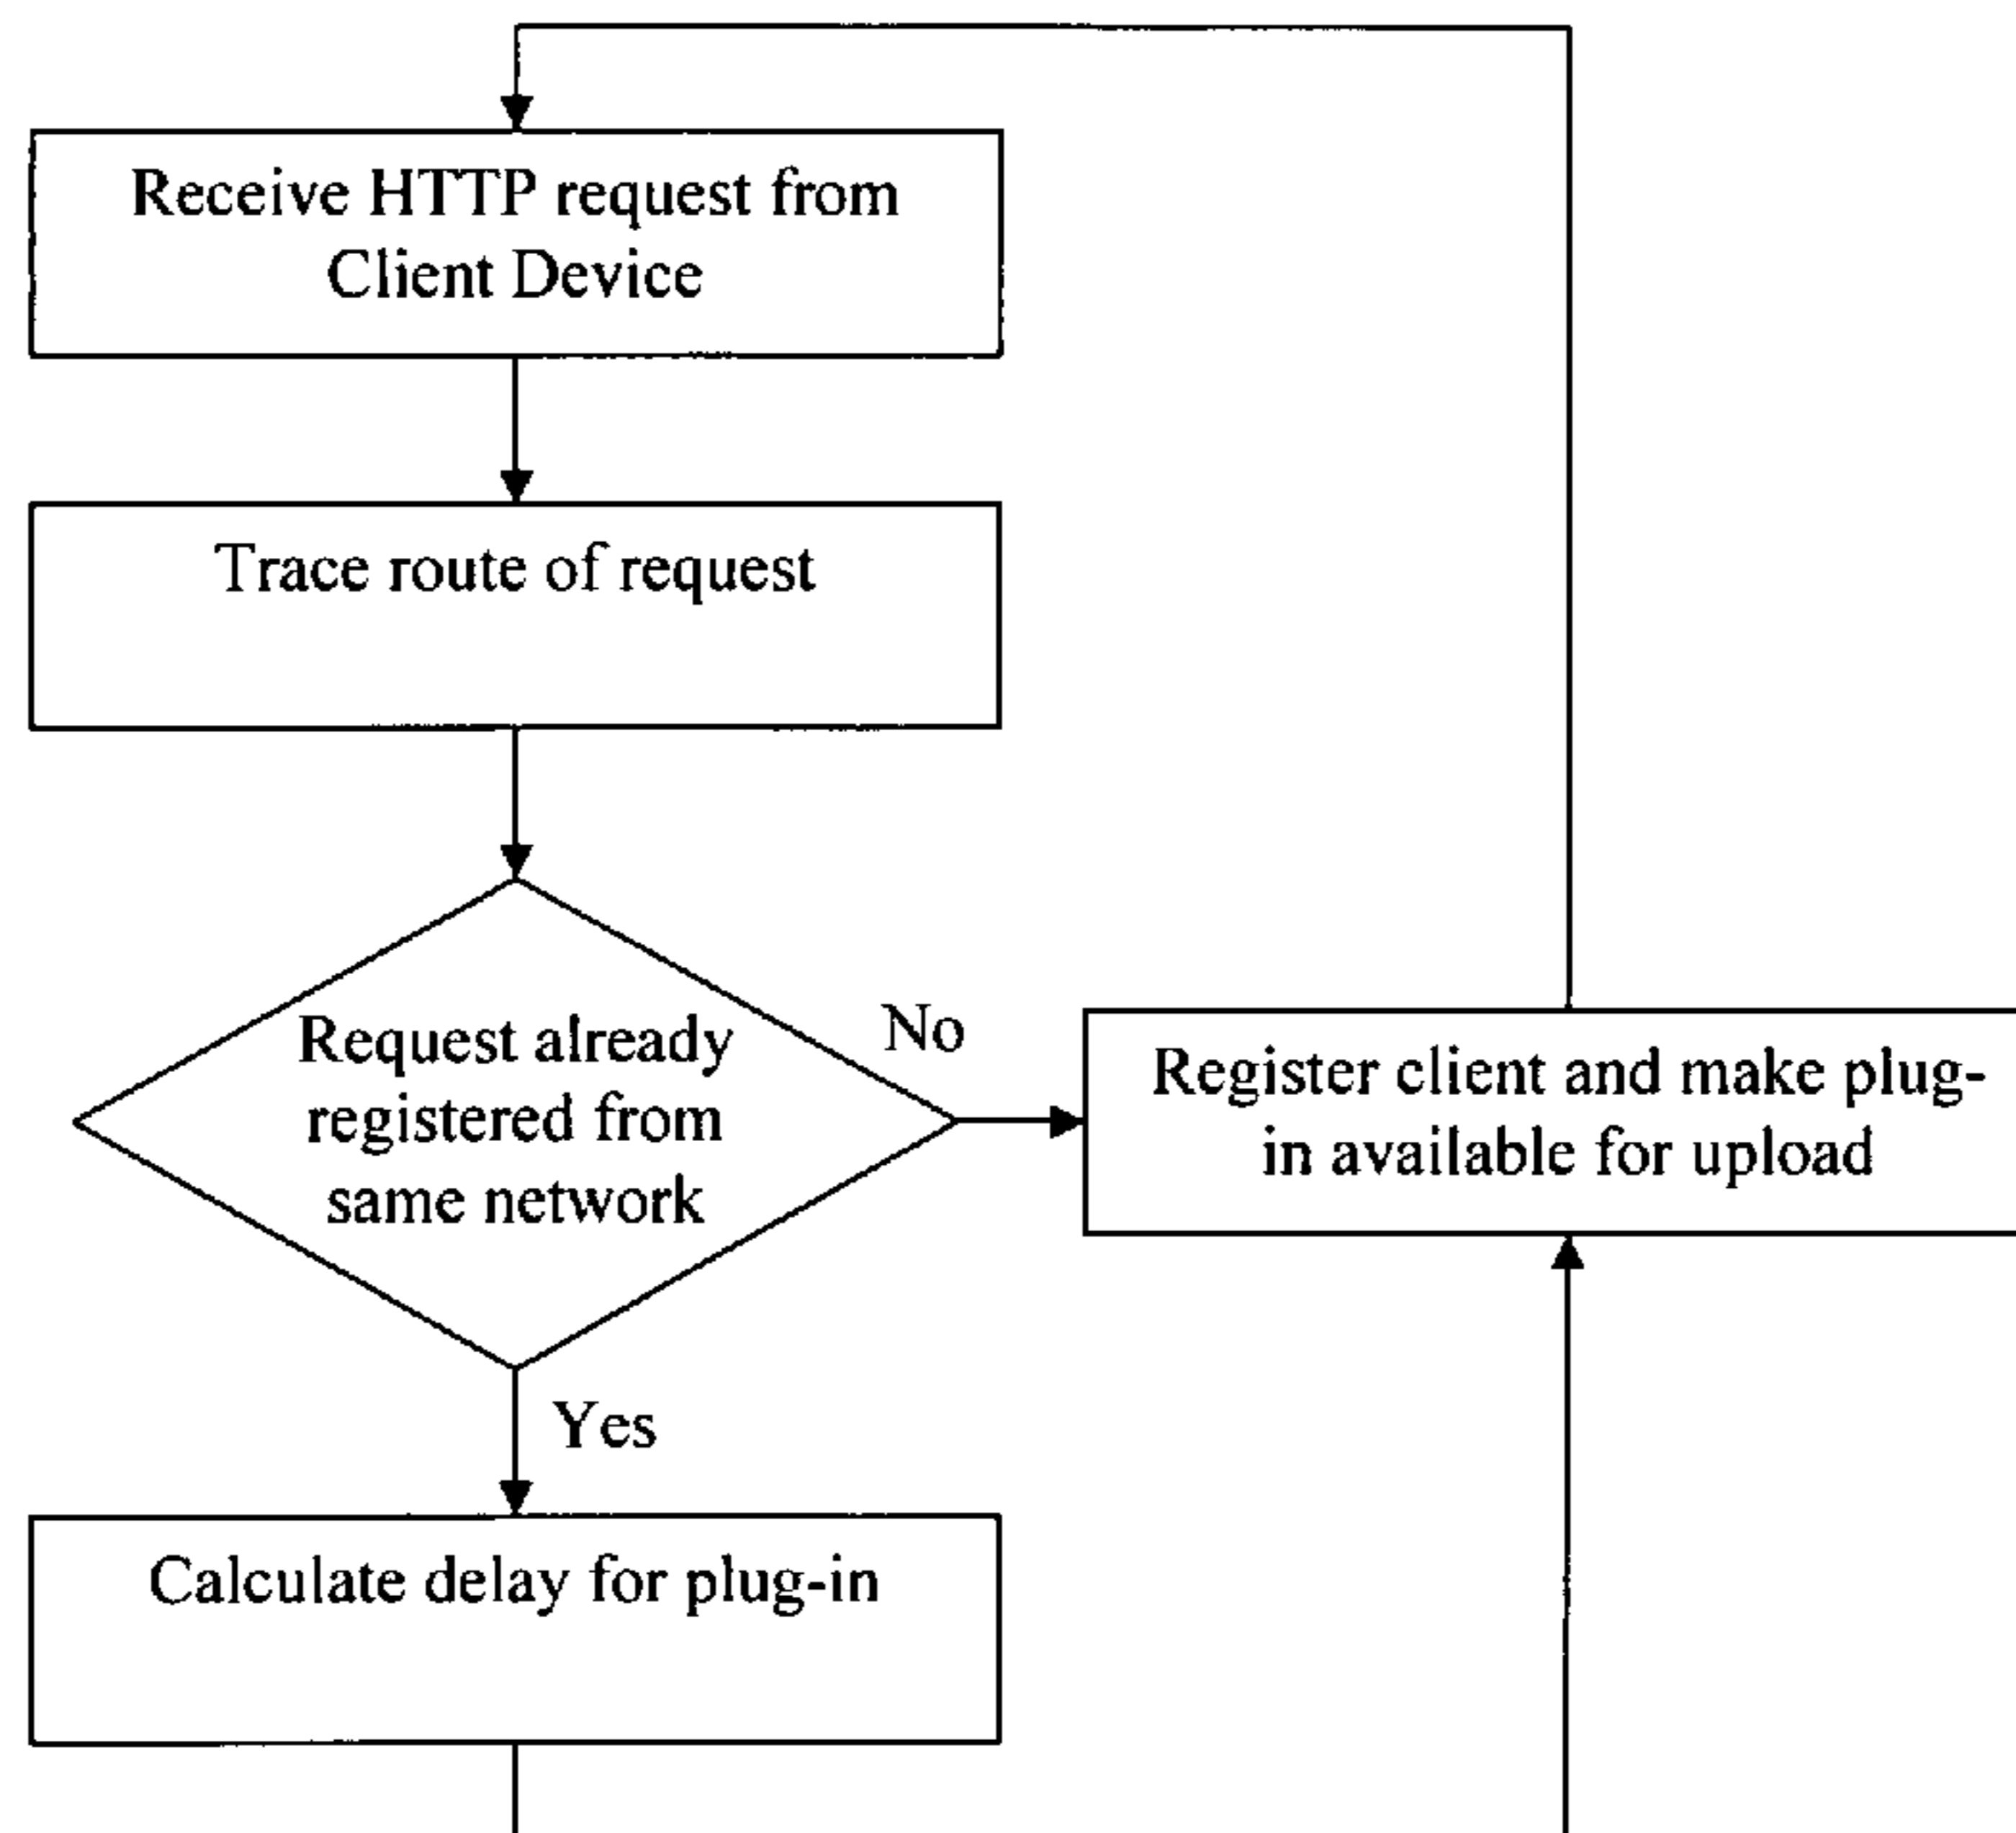 Receive HTTP request from
Client Device
Trace route of request
Request already
registered from
same network
No
Register client and make plug-
in available for upload
Yes
Calculate delay for plug-in